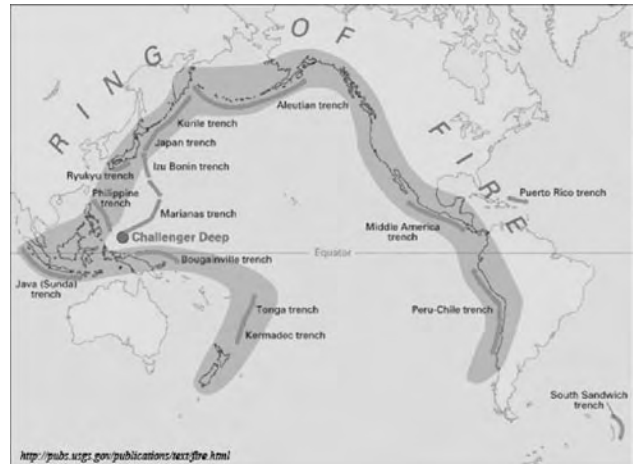 RING OF FIRE
Aleutian trench
Kurile trench
Japan trench
Izu Bonin trench
Ryukyu trench
Philippine
trench
Marianas trench
Challenger Deep
Bougainville trench
Equator
Java (Sunda)
trench
Tonga trench
Kermadec trench
Puerto Rico trench
Middle America
trench
Peru-Chile trench
South Sandwich
trench
http://pubs.usgs.gov/publications/text/fire.html